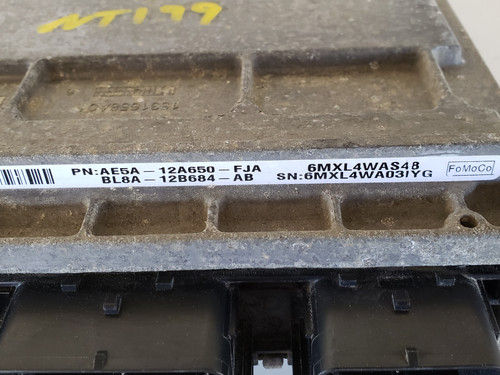 NT199
PN:AE5A-12A650-FJA 6MXL4WAS48
BL8A-12B684-AB SN:6MXL4WA03IYG
FoMoCo